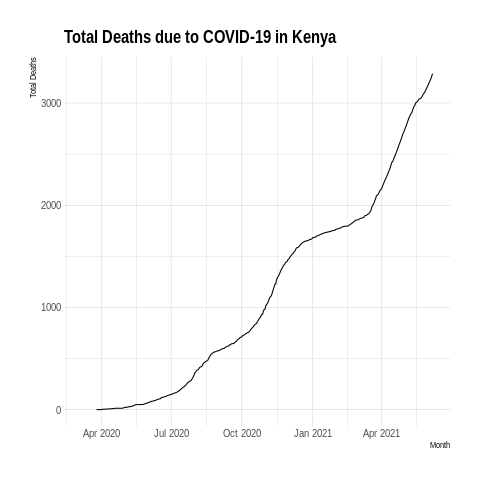 Total Deaths due to COVID-19 in Kenya
Total Deaths
3000
2000
1000
0
Apr 2020 Jul 2020 Oct 2020 Jan 2021 Apr 2021
Month